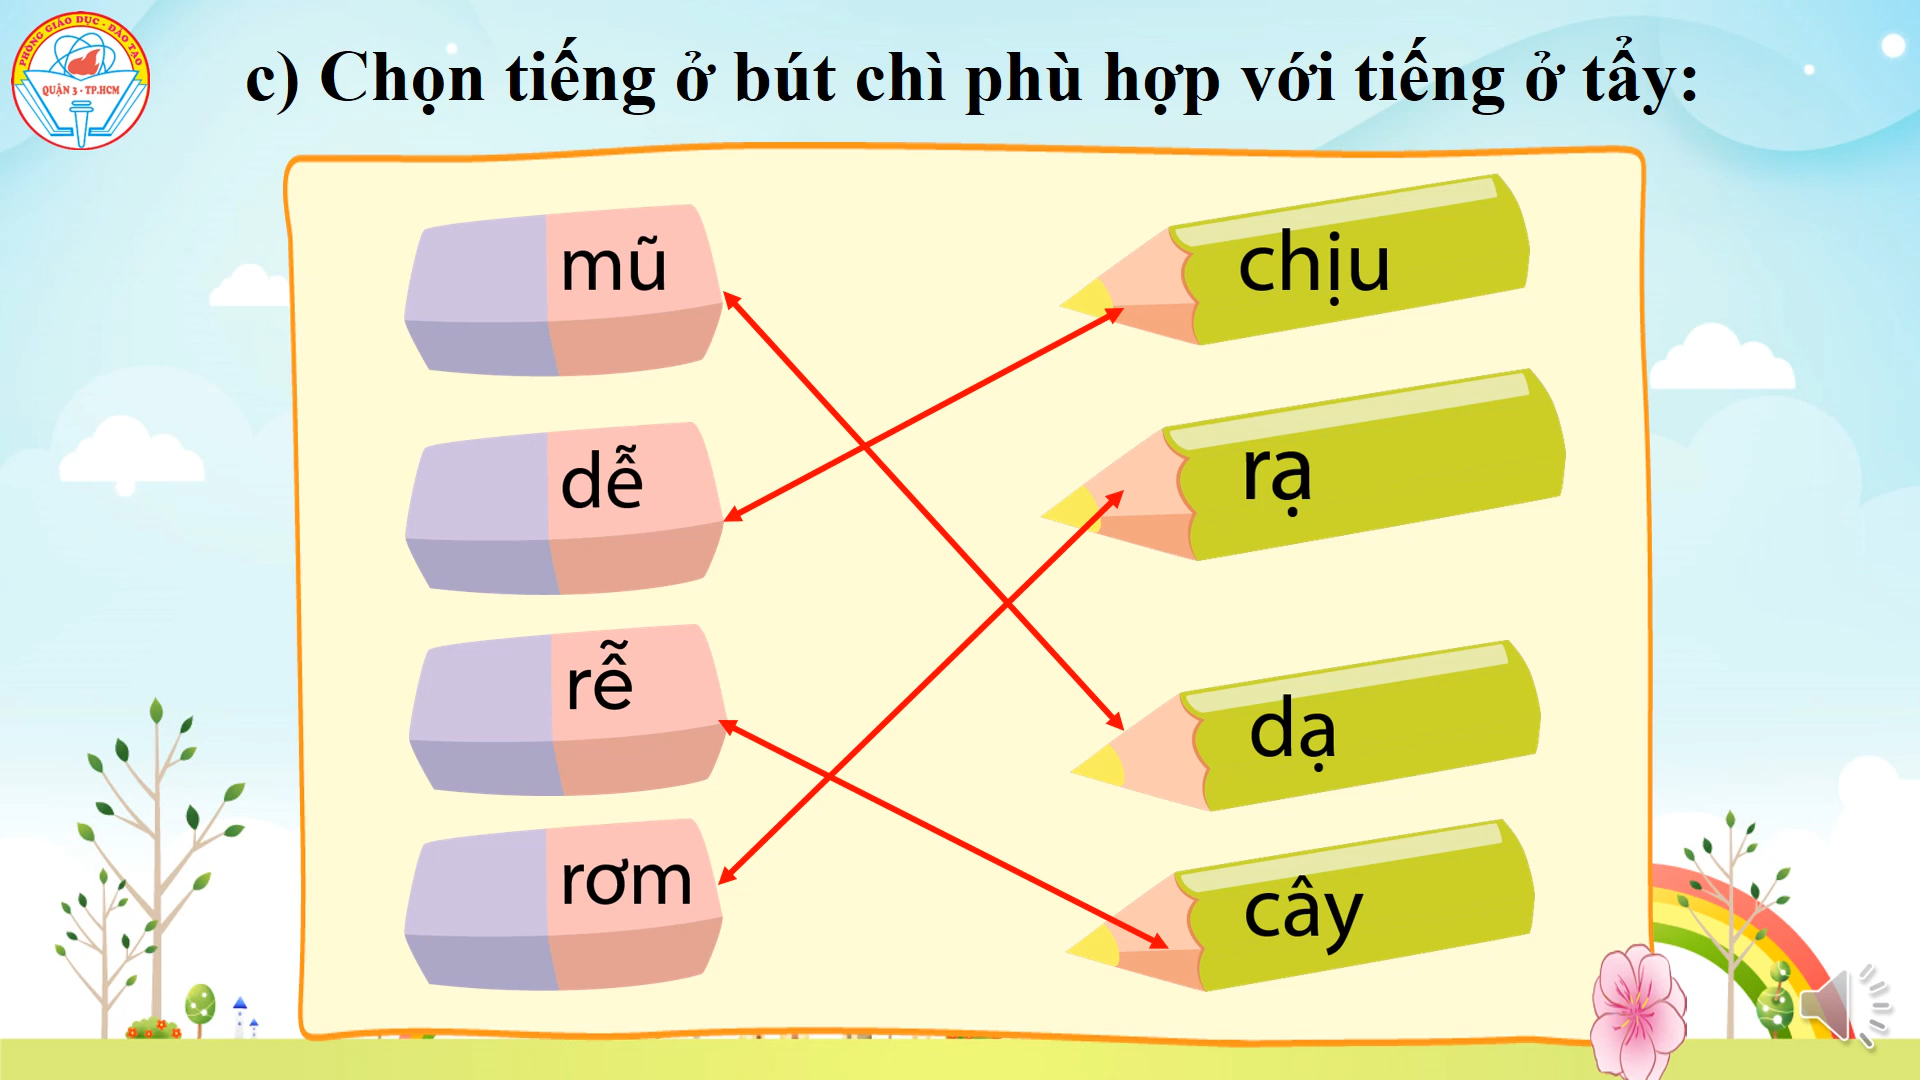 PHÒNG GIÁO DỤC - ĐÀO TẠO
QUẬN 3 - TP.HCM
c) Chọn tiếng ở bút chì phù hợp với tiếng ở tẩy:
mũ
chịu
dễ
rạ
rễ
dạ
rơm
cây